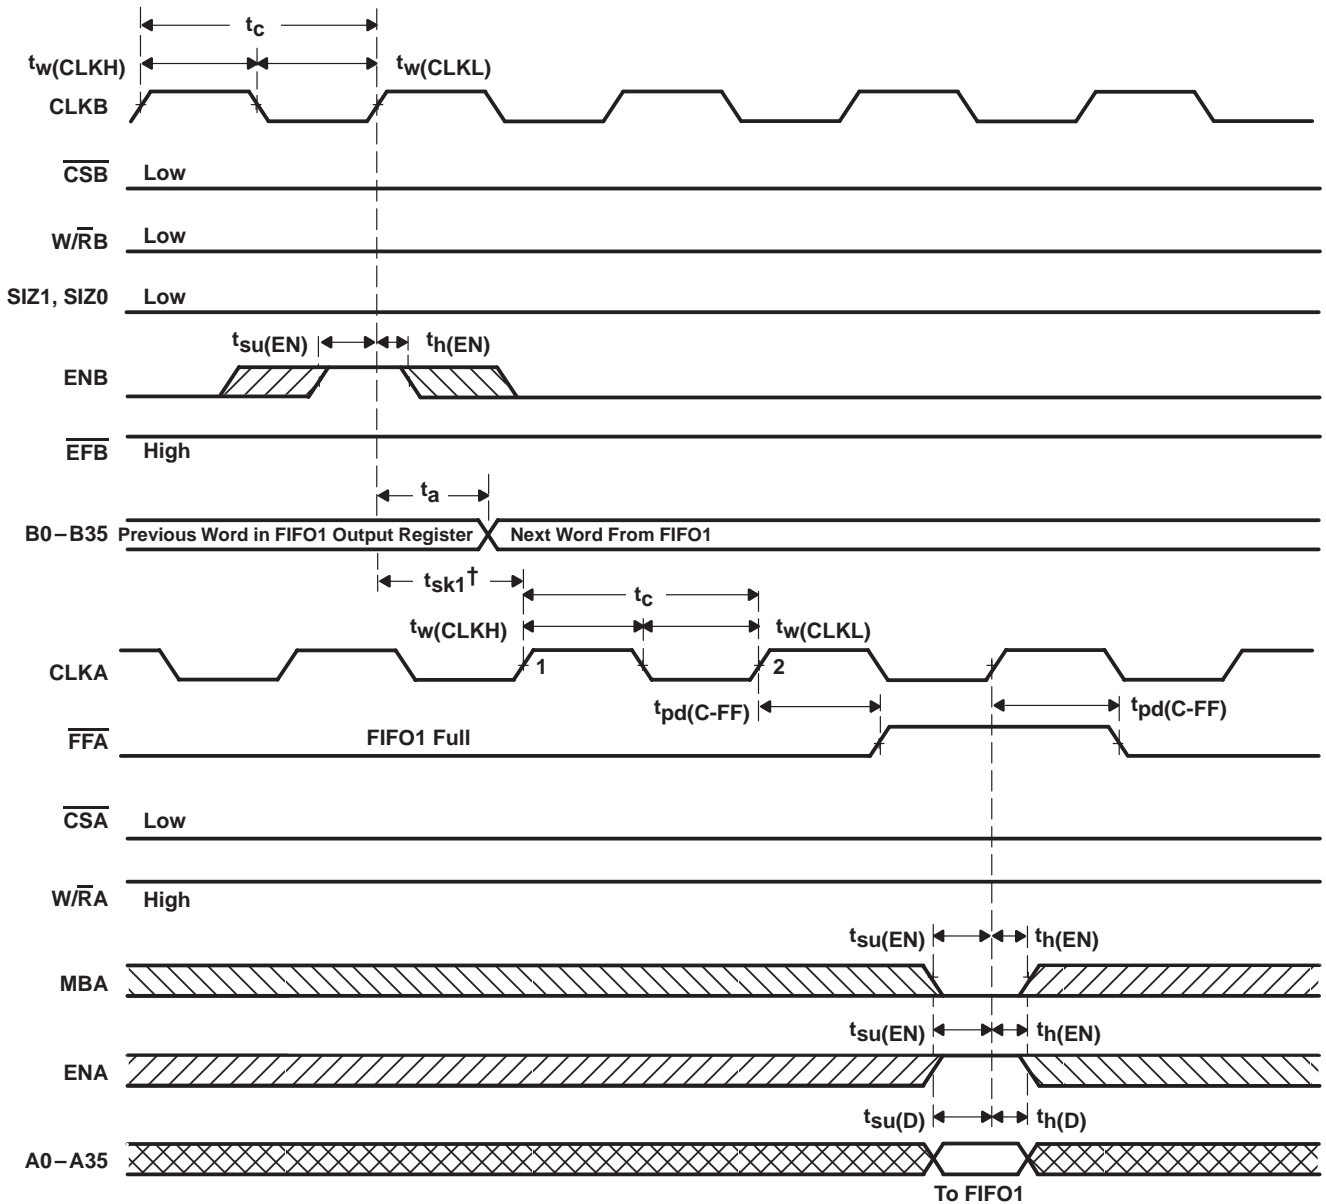 tc
tw(CLKH)
tw(CLKL)
CLKB
CSB
Low
W/RB
Low
SIZ1, SIZ0
Low
tsu(EN)
th(EN)
ENB
EFB
High
ta
B0–B35
Previous Word in FIFO1 Output Register
Next Word From FIFO1
tsk1†
tc
tw(CLKH)
tw(CLKL)
CLKA
1
2
tpd(C-FF)
tpd(C-FF)
FFA
FIFO1 Full
CSA
Low
W/RA
High
tsu(EN)
th(EN)
MBA
tsu(EN)
th(EN)
ENA
tsu(D)
th(D)
A0–A35
To FIFO1